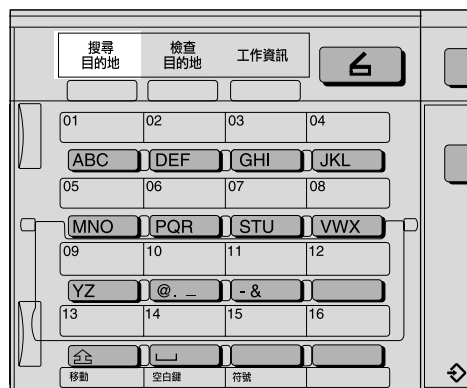 搜尋
目的地
檢查
目的地
工作資訊
01 02 03 04
ABC DEF GHI JKL
05 06 07 08
MNO PQR STU VWX
09 10 11 12
YZ @. _ - &
13 14 15 16
移動 空白鍵 符號